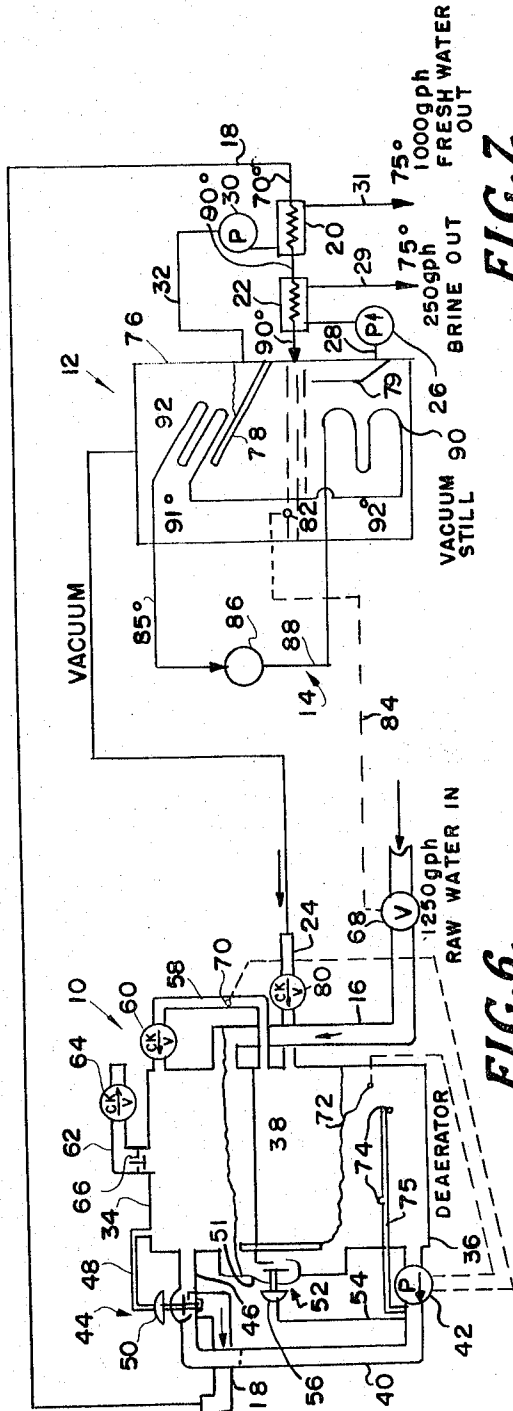 18
12
VACUUM
32
90°
30
70°
P
76
10
60
64
CK
V
CK
V
62
58
66
34
48
44
50
46
70
24
80
CK
V
16
38
51
52
56
54
18
40
72
74
75
DEAERATOR
36
42
P
68
V
1250gph
RAW WATER IN
84
85°
86
88
14
91°
92
78
82
92°
90
79
VACUUM
STILL
90°
22
20
28
P
26
29
31
75°
250gph
BRINE OUT
75°
1000gph
FRESH WATER
OUT
FIG.6.
FIG.7.